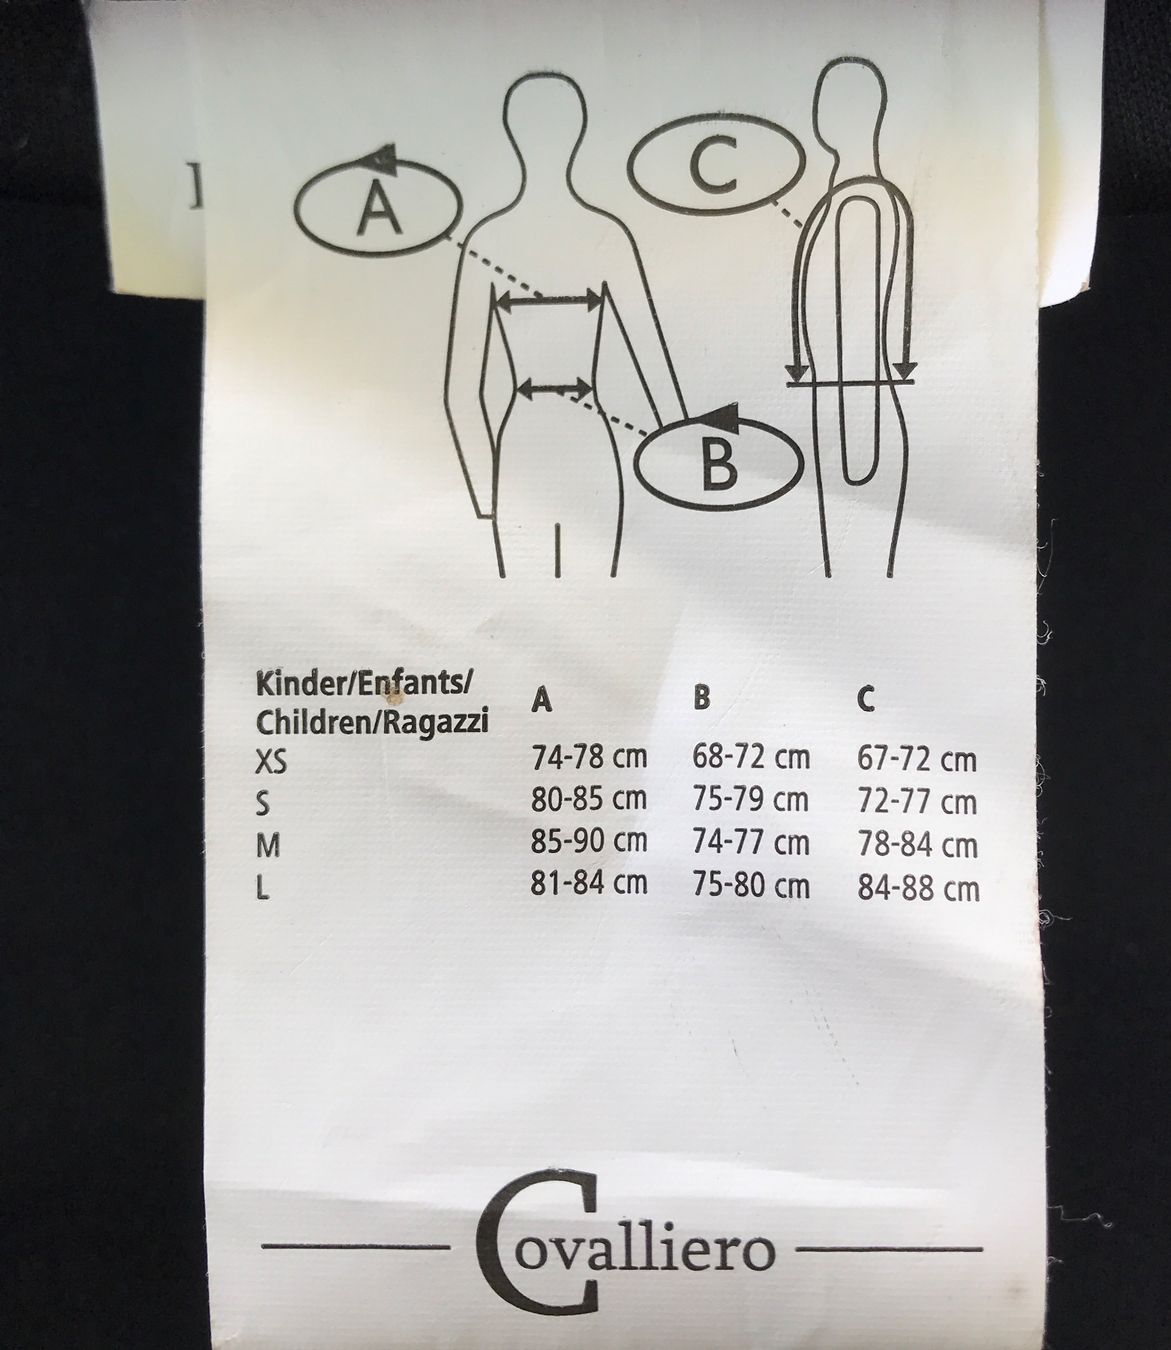 A
C
B
Kinder/Enfants/
Children/Ragazzi A B C
XS 74-78 cm 68-72 cm 67-72 cm
S 80-85 cm 75-79 cm 72-77 cm
M 85-90 cm 74-77 cm 78-84 cm
L 81-84 cm 75-80 cm 84-88 cm
Covalliero